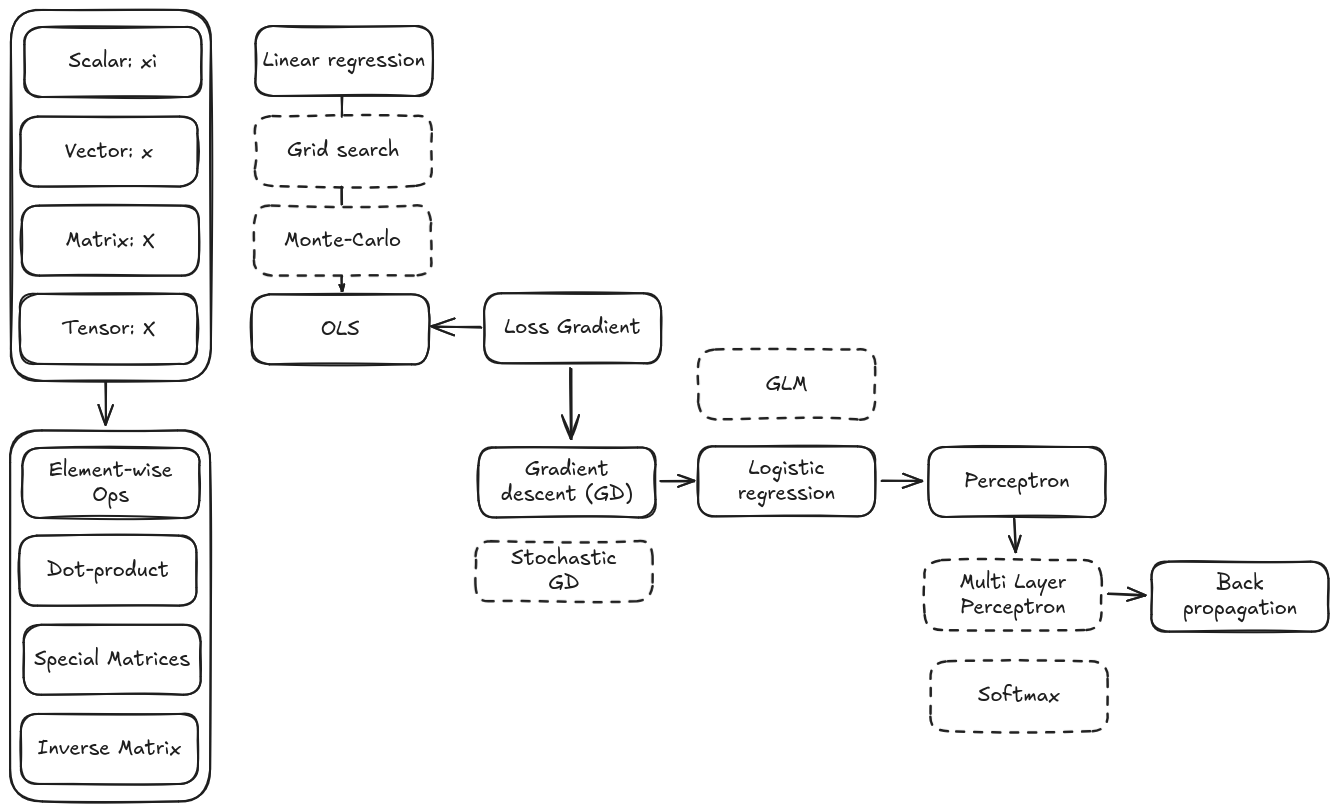 Scalar: xi
Vector: x
Matrix: X
Tensor: X
Element-wise
Ops
Dot-product
Special Matrices
Inverse Matrix
Linear regression
Grid search
Monte-Carlo
OLS
Loss Gradient
Gradient
descent (GD)
Stochastic
GD
GLM
Logistic
regression
Perceptron
Multi Layer
Perceptron
Softmax
Back
propagation